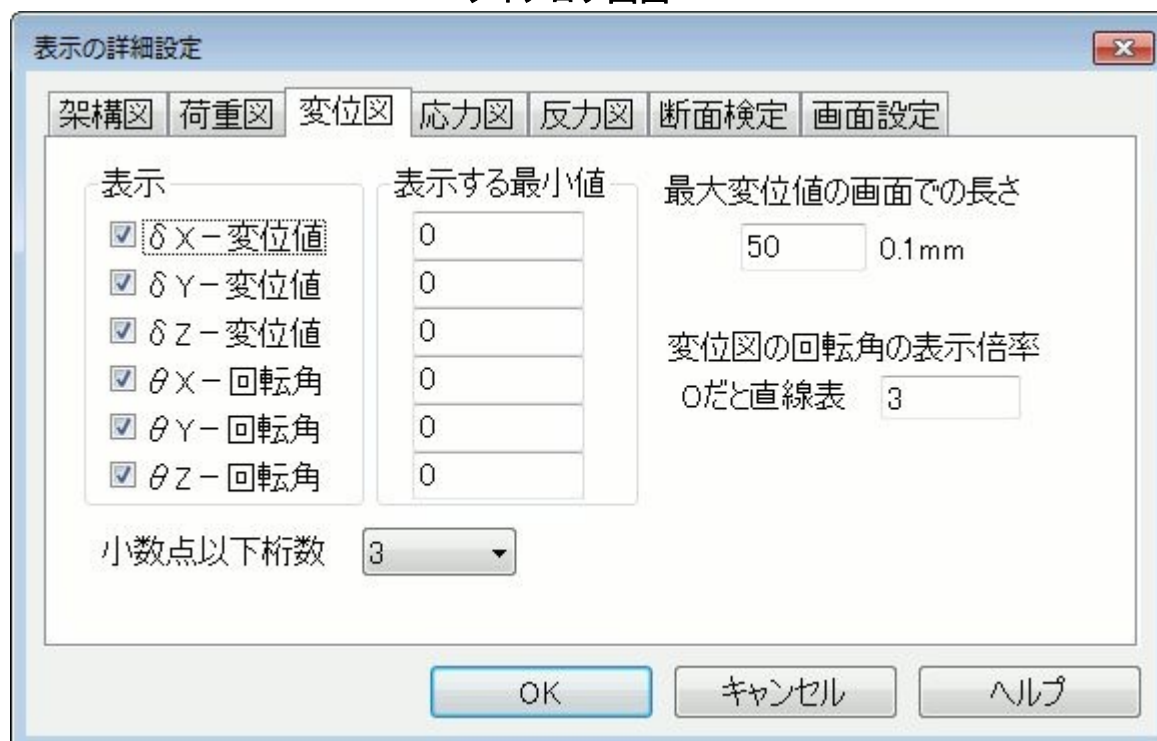 表示の詳細設定
架構図 荷重図 変位図 応力図 反力図 断面検定 画面設定
表示
δX-変位値
δY-変位値
δZ-変位値
θX-回転角
θY-回転角
θZ-回転角
表示する最小値
0
0
0
0
0
0
最大変位値の画面での長さ
50 0.1mm
変位図の回転角の表示倍率
0だと直線表 3
小数点以下桁数 3
OK キャンセル ヘルプ